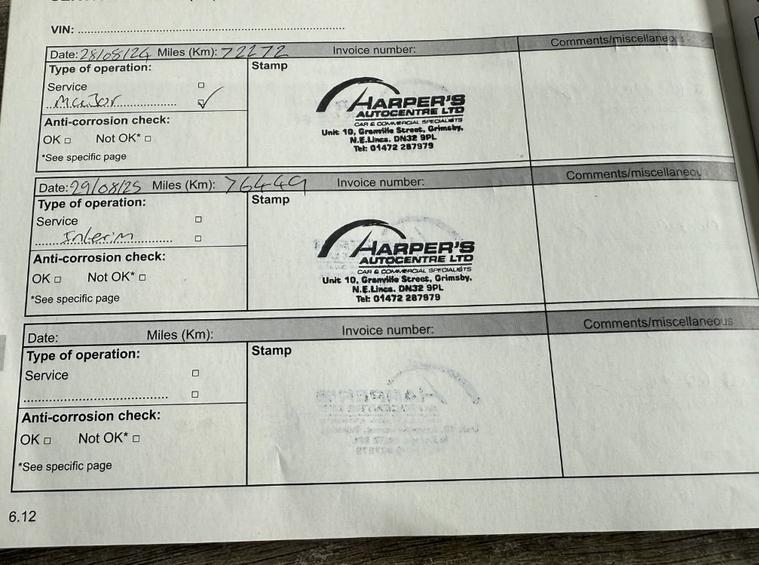 VIN:
Date: 28/08/24 Miles (Km): 72172 Invoice number: Comments/miscellaneous
Type of operation: Stamp
Service
Major
HARPER'S
AUTOCENTRE LTD
CAR & COMMERCIAL SPECIALISTS
Unit 10, Granville Street, Grimsby,
N.E.Lincs. DN32 9PL
Tel: 01472 287979
Anti-corrosion check:
OK Not OK*
*See specific page
Date: 29/08/25 Miles (Km): 76449 Invoice number: Comments/miscellaneou
Type of operation: Stamp
Service
Interim
HARPER'S
AUTOCENTRE LTD
CAR & COMMERCIAL SPECIALISTS
Unit 10, Granville Street, Grimsby,
N.E.Lincs. DN32 9PL
Tel: 01472 287979
Anti-corrosion check:
OK Not OK*
*See specific page
Date: Miles (Km): Invoice number: Comments/miscellaneous
Type of operation: Stamp
Service
Anti-corrosion check:
OK Not OK*
*See specific page
6.12